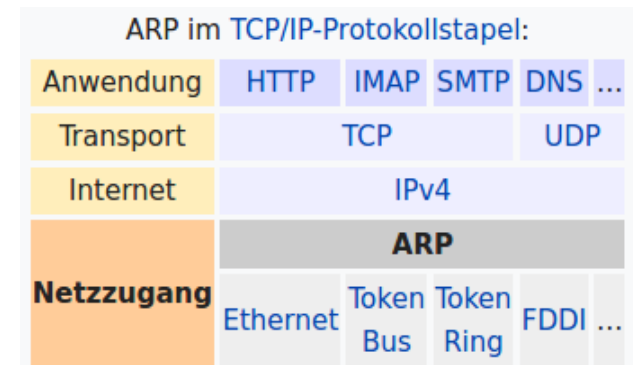 ARP im TCP/IP-Protokollstapel:
Anwendung HTTP IMAP SMTP DNS ...
Transport TCP UDP
Internet IPv4
Netzzugang ARP
Ethernet Token Bus Token Ring FDDI ...